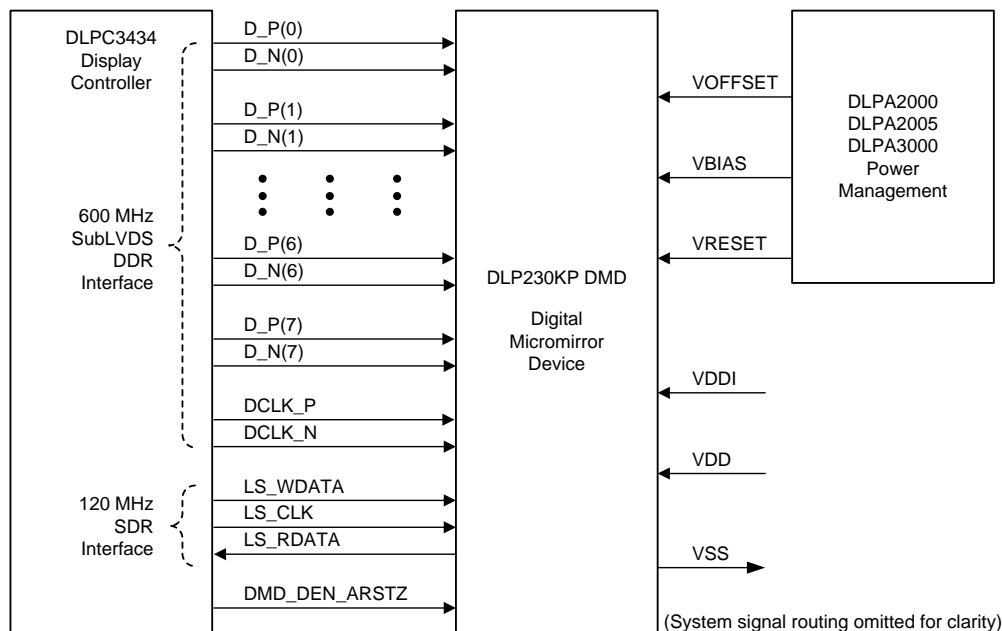 DLPC3434
Display
Controller
600 MHz
SubLVDS
DDR
Interface
120 MHz
SDR
Interface
D_P(0)
D_N(0)
D_P(1)
D_N(1)
D_P(6)
D_N(6)
D_P(7)
D_N(7)
DCLK_P
DCLK_N
LS_WDATA
LS_CLK
LS_RDATA
DMD_DEN_ARSTZ
DLP230KP DMD
Digital
Micromirror
Device
VOFFSET
VBIAS
VRESET
VDDI
VDD
VSS
DLPA2000
DLPA2005
DLPA3000
Power
Management
(System signal routing omitted for clarity)